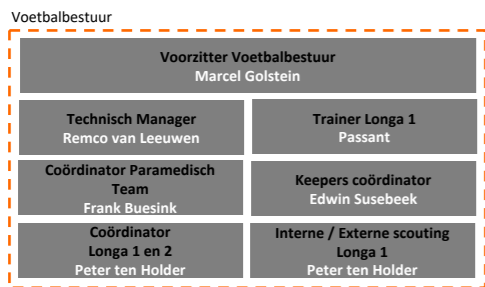 Voetbalbestuur
Voorzitter Voetbalbestuur
Marcel Golstein
Technisch Manager
Remco van Leeuwen
Trainer Longa 1
Passant
Coördinator Paramedisch
Team
Frank Buesink
Keepers coördinator
Edwin Susebeek
Coördinator
Longa 1 en 2
Peter ten Holder
Interne / Externe scouting
Longa 1
Peter ten Holder